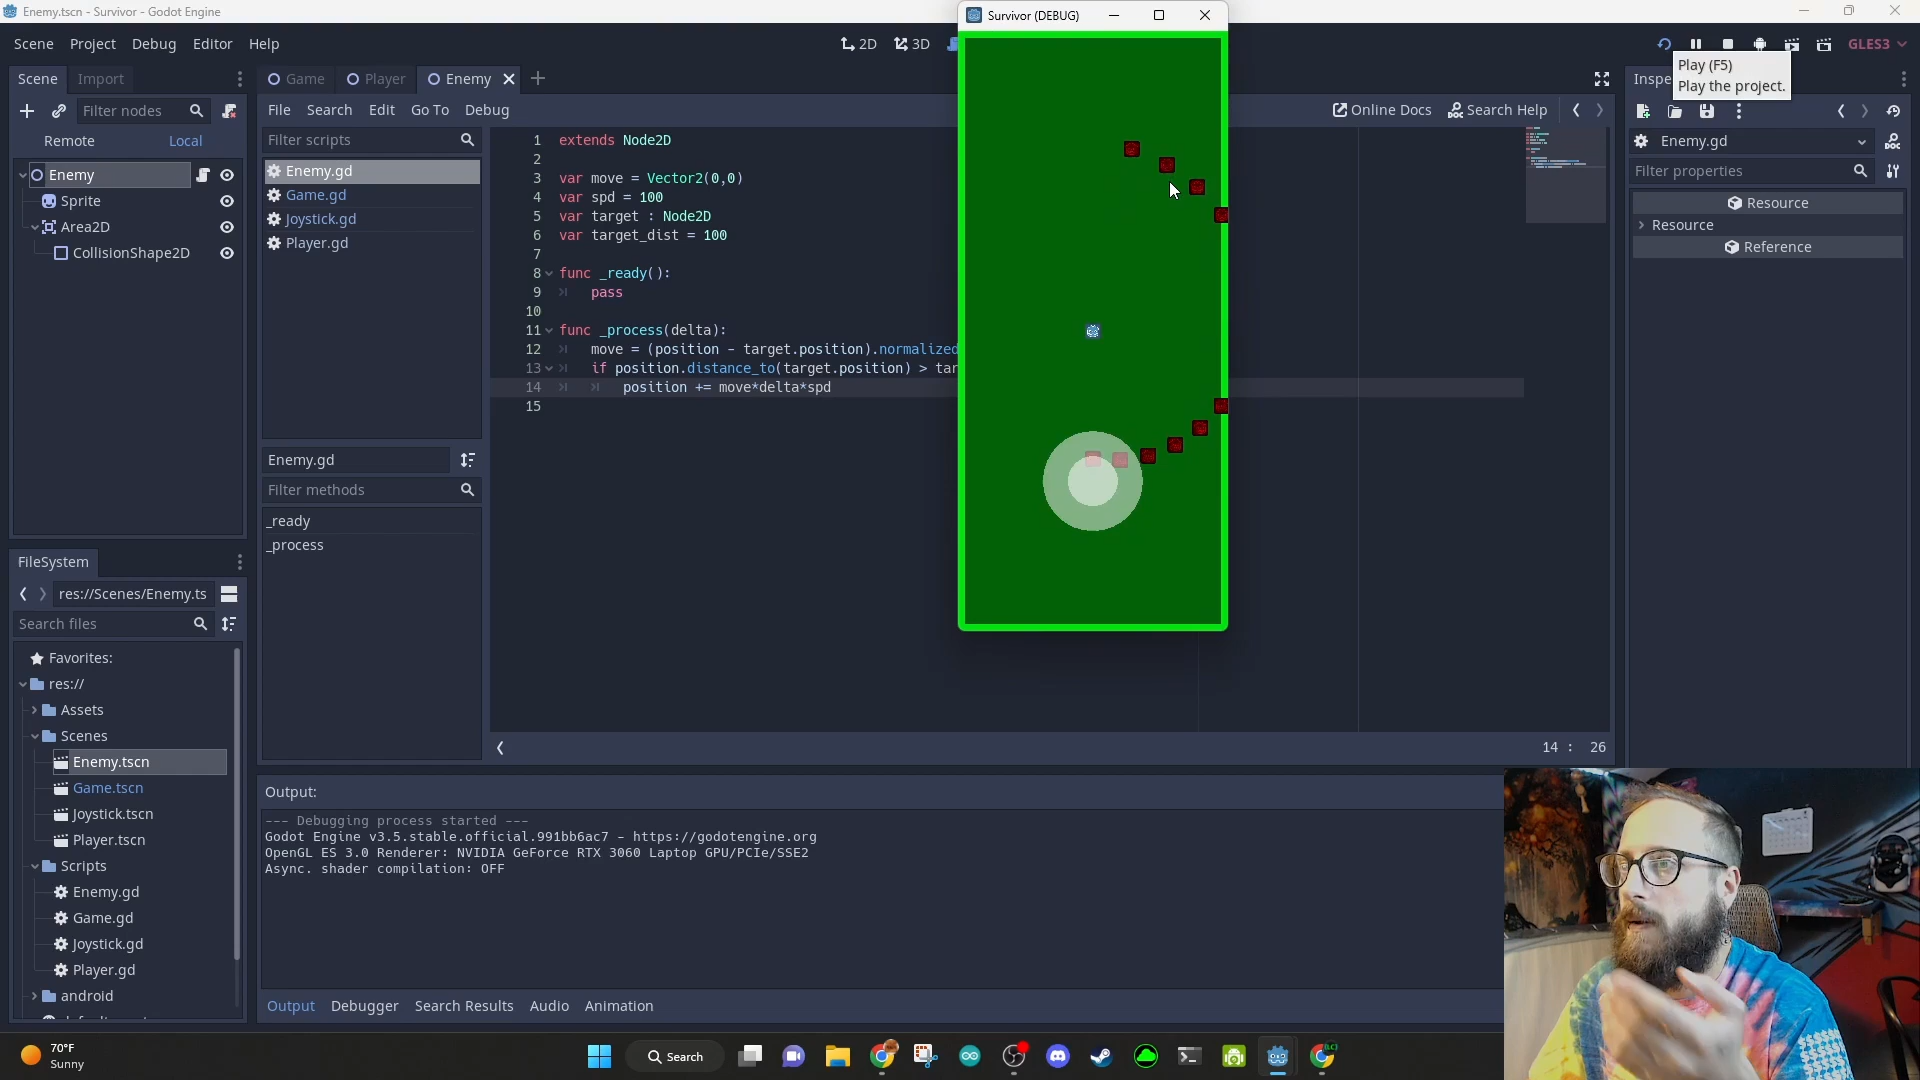 Enemy.tscn - Survivor - Godot Engine
Survivor (DEBUG)
Scene Project Debug Editor Help
2D 3D
GLES3
Play (F5)
Play the project.
Scene Import
Game Player Enemy
Inspe
Filter nodes
File Search Edit Go To Debug
Online Docs Search Help
Remote Local
Filter scripts
Enemy.gd
Filter properties
Enemy
Sprite
Area2D
CollisionShape2D
Enemy.gd
Game.gd
Joystick.gd
Player.gd
Resource
Resource
Reference
1 extends Node2D
2
3 var move = Vector2(0,0)
4 var spd = 100
5 var target : Node2D
6 var target_dist = 100
7
8 func _ready():
9 pass
10
11 func _process(delta):
12 move = (position - target.position).normalized
13 if position.distance_to(target.position) > tar
14 position += move*delta*spd
15
Enemy.gd
Filter methods
_ready
_process
14 : 26
FileSystem
res://Scenes/Enemy.ts
Search files
Favorites:
res://
Assets
Scenes
Enemy.tscn
Game.tscn
Joystick.tscn
Player.tscn
Scripts
Enemy.gd
Game.gd
Joystick.gd
Player.gd
android
Output:
--- Debugging process started ---
Godot Engine v3.5.stable.official.991bb6ac7 - https://godotengine.org
OpenGL ES 3.0 Renderer: NVIDIA GeForce RTX 3060 Laptop GPU/PCIe/SSE2
Async. shader compilation: OFF
Output Debugger Search Results Audio Animation
70°F
Sunny
Search